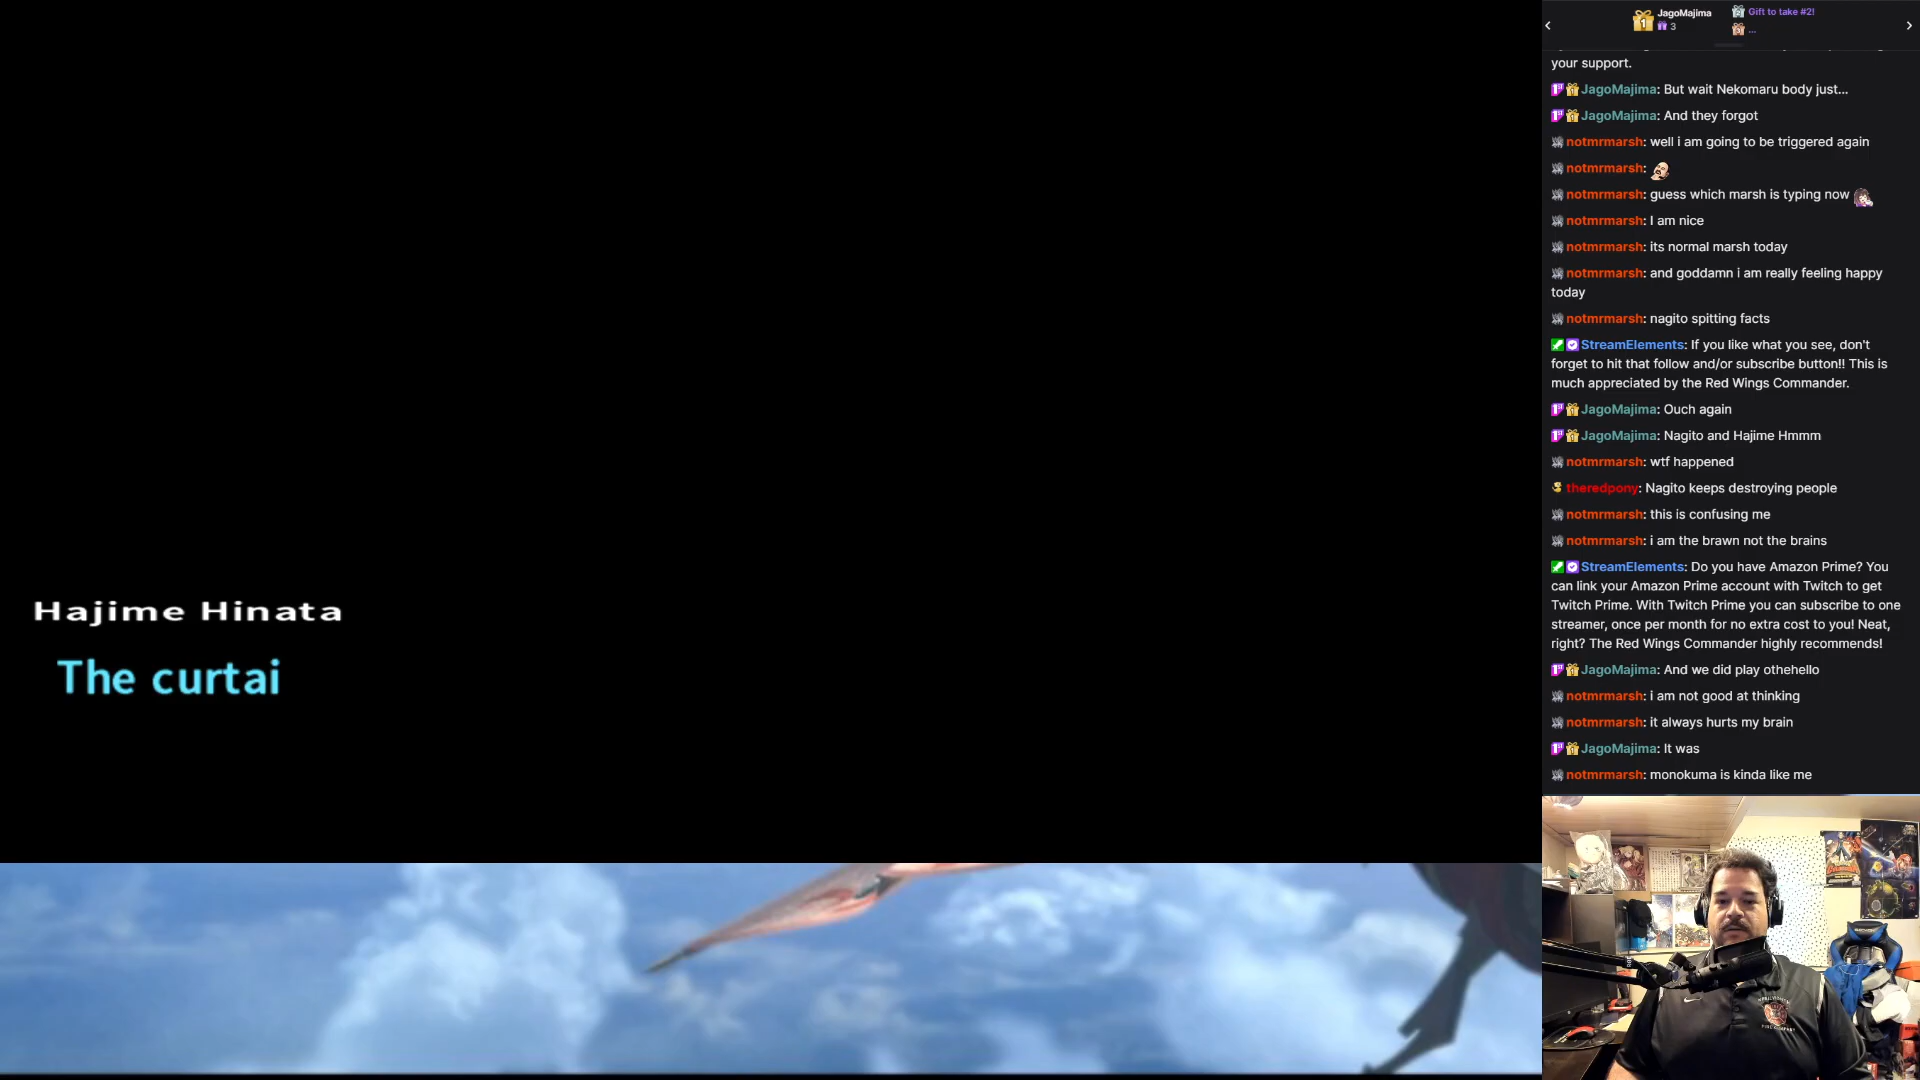 JagoMajima
3
Gift to take #2!
...
your support.
JagoMajima: But wait Nekomaru body just...
JagoMajima: And they forgot
notmrmarsh: well i am going to be triggered again
notmrmarsh:
notmrmarsh: guess which marsh is typing now
notmrmarsh: I am nice
notmrmarsh: its normal marsh today
notmrmarsh: and goddamn i am really feeling happy
today
notmrmarsh: nagito spitting facts
StreamElements: If you like what you see, don't
forget to hit that follow and/or subscribe button!! This is
much appreciated by the Red Wings Commander.
JagoMajima: Ouch again
JagoMajima: Nagito and Hajime Hmmm
notmrmarsh: wtf happened
theredpony: Nagito keeps destroying people
notmrmarsh: this is confusing me
notmrmarsh: i am the brawn not the brains
StreamElements: Do you have Amazon Prime? You
can link your Amazon Prime account with Twitch to get
Twitch Prime. With Twitch Prime you can subscribe to one
streamer, once per month for no extra cost to you! Neat,
right? The Red Wings Commander highly recommends!
JagoMajima: And we did play othehello
notmrmarsh: i am not good at thinking
notmrmarsh: it always hurts my brain
JagoMajima: It was
notmrmarsh: monokuma is kinda like me
Hajime Hinata
The curtai